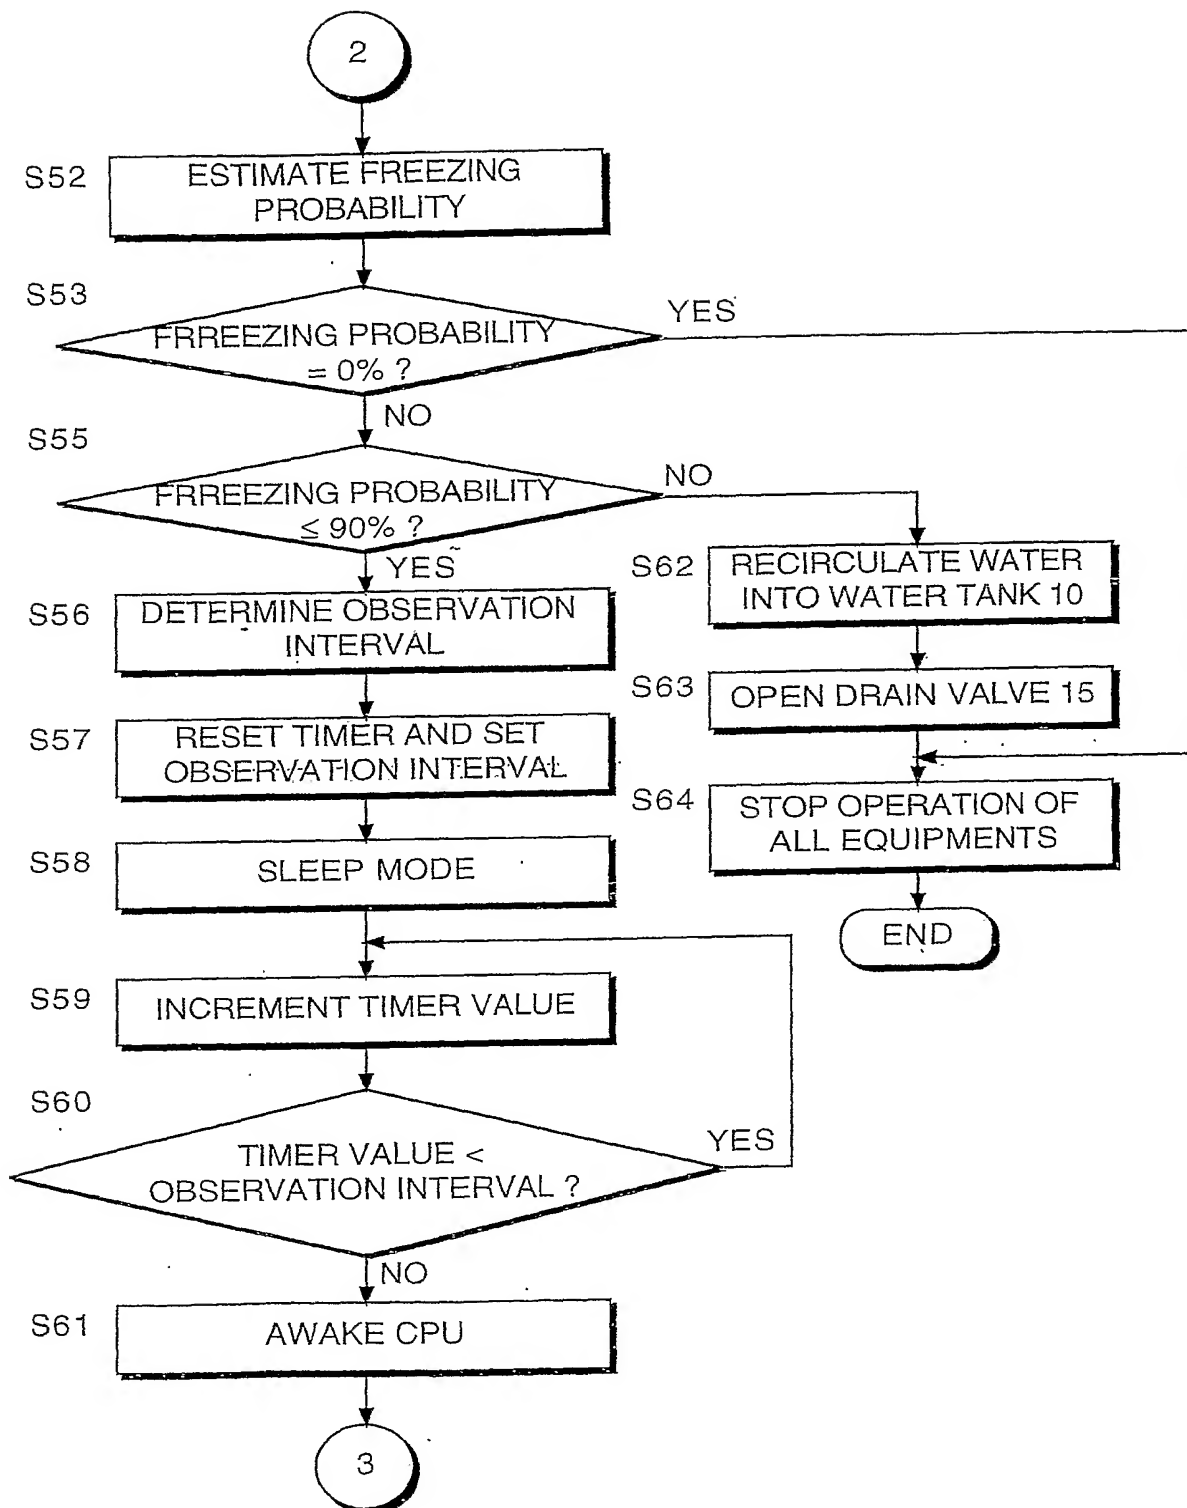 2
S52
ESTIMATE FREEZING
PROBABILITY
S53
FRREEZING PROBABILITY
= 0% ?
YES
NO
S55
FRREEZING PROBABILITY
≤ 90% ?
NO
YES
S56
DETERMINE OBSERVATION
INTERVAL
S57
RESET TIMER AND SET
OBSERVATION INTERVAL
S58
SLEEP MODE
S59
INCREMENT TIMER VALUE
S60
TIMER VALUE <
OBSERVATION INTERVAL ?
YES
NO
S61
AWAKE CPU
3
S62
RECIRCULATE WATER
INTO WATER TANK 10
S63
OPEN DRAIN VALVE 15
S64
STOP OPERATION OF
ALL EQUIPMENTS
END